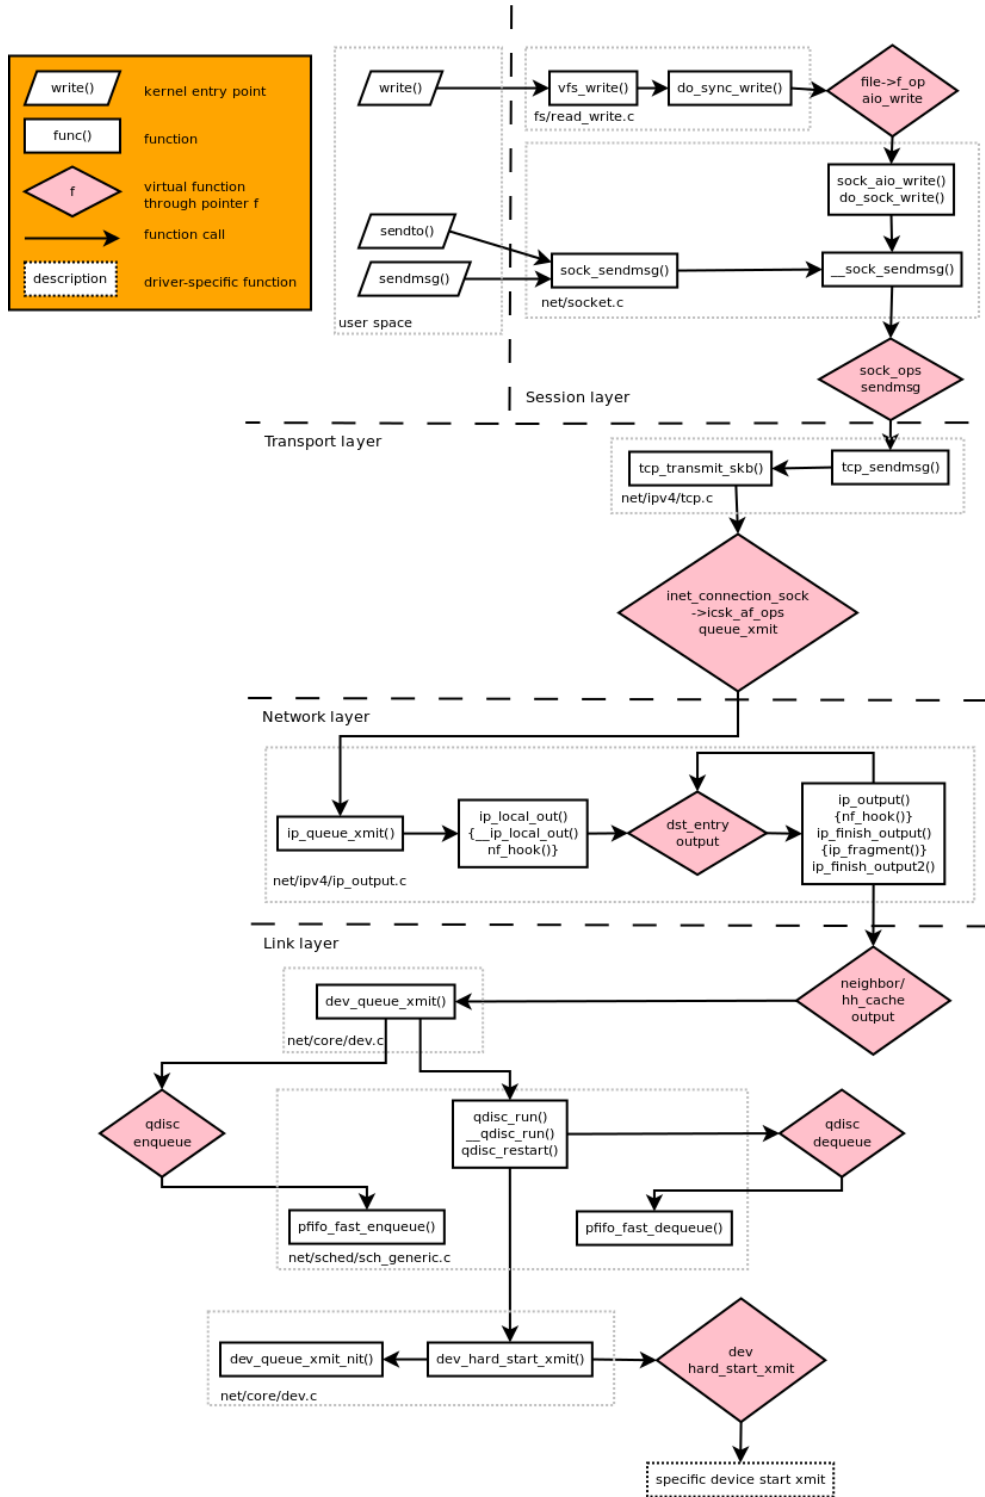 write()
kernel entry point
func()
function
f
virtual function
through pointer f
function call
description
driver-specific function
write()
sendto()
sendmsg()
user space
vfs_write()
do_sync_write()
fs/read_write.c
file->f_op
aio_write
sock_aio_write()
do_sock_write()
sock_sendmsg()
__sock_sendmsg()
net/socket.c
sock_ops
sendmsg
Session layer
Transport layer
tcp_transmit_skb()
tcp_sendmsg()
net/ipv4/tcp.c
inet_connection_sock
->icsk_af_ops
queue_xmit
Network layer
ip_queue_xmit()
ip_local_out()
{__ip_local_out()
nf_hook()}
dst_entry
output
ip_output()
{nf_hook()}
ip_finish_output()
{ip_fragment()}
ip_finish_output2()
net/ipv4/ip_output.c
Link layer
neighbor/
hh_cache
output
dev_queue_xmit()
net/core/dev.c
qdisc
enqueue
qdisc_run()
__qdisc_run()
qdisc_restart()
qdisc
dequeue
pfifo_fast_enqueue()
pfifo_fast_dequeue()
net/sched/sch_generic.c
dev_queue_xmit_nit()
dev_hard_start_xmit()
net/core/dev.c
dev
hard_start_xmit
specific device start xmit